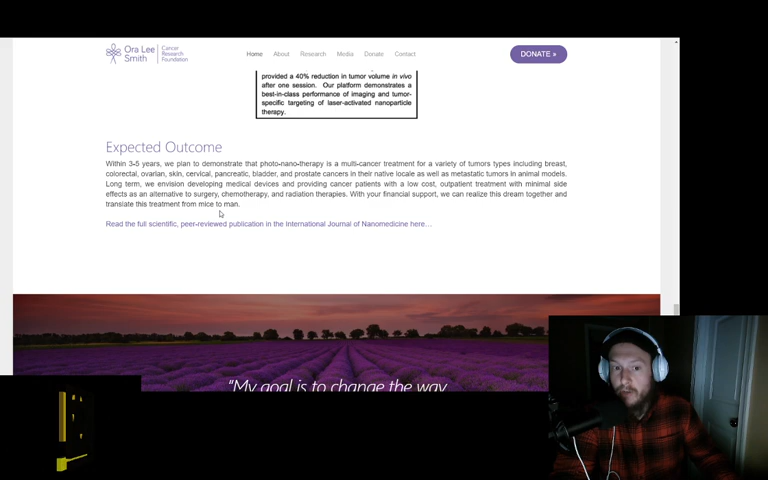 Ora Lee
Smith
Cancer
Research
Foundation
Home About Research Media Donate Contact
DONATE »
provided a 40% reduction in tumor volume in vivo
after one session. Our platform demonstrates a
best-in-class performance of imaging and tumor-
specific targeting of laser-activated nanoparticle
therapy.
Expected Outcome
Within 3-5 years, we plan to demonstrate that photo-nano-therapy is a multi-cancer treatment for a variety of tumors types including breast,
colorectal, ovarian, skin, cervical, pancreatic, bladder, and prostate cancers in their native locale as well as metastatic tumors in animal models.
Long term, we envision developing medical devices and providing cancer patients with a low cost, outpatient treatment with minimal side
effects as an alternative to surgery, chemotherapy, and radiation therapies. With your financial support, we can realize this dream together and
translate this treatment from mice to man.
Read the full scientific, peer-reviewed publication in the International Journal of Nanomedicine here…
"My goal is to change the way